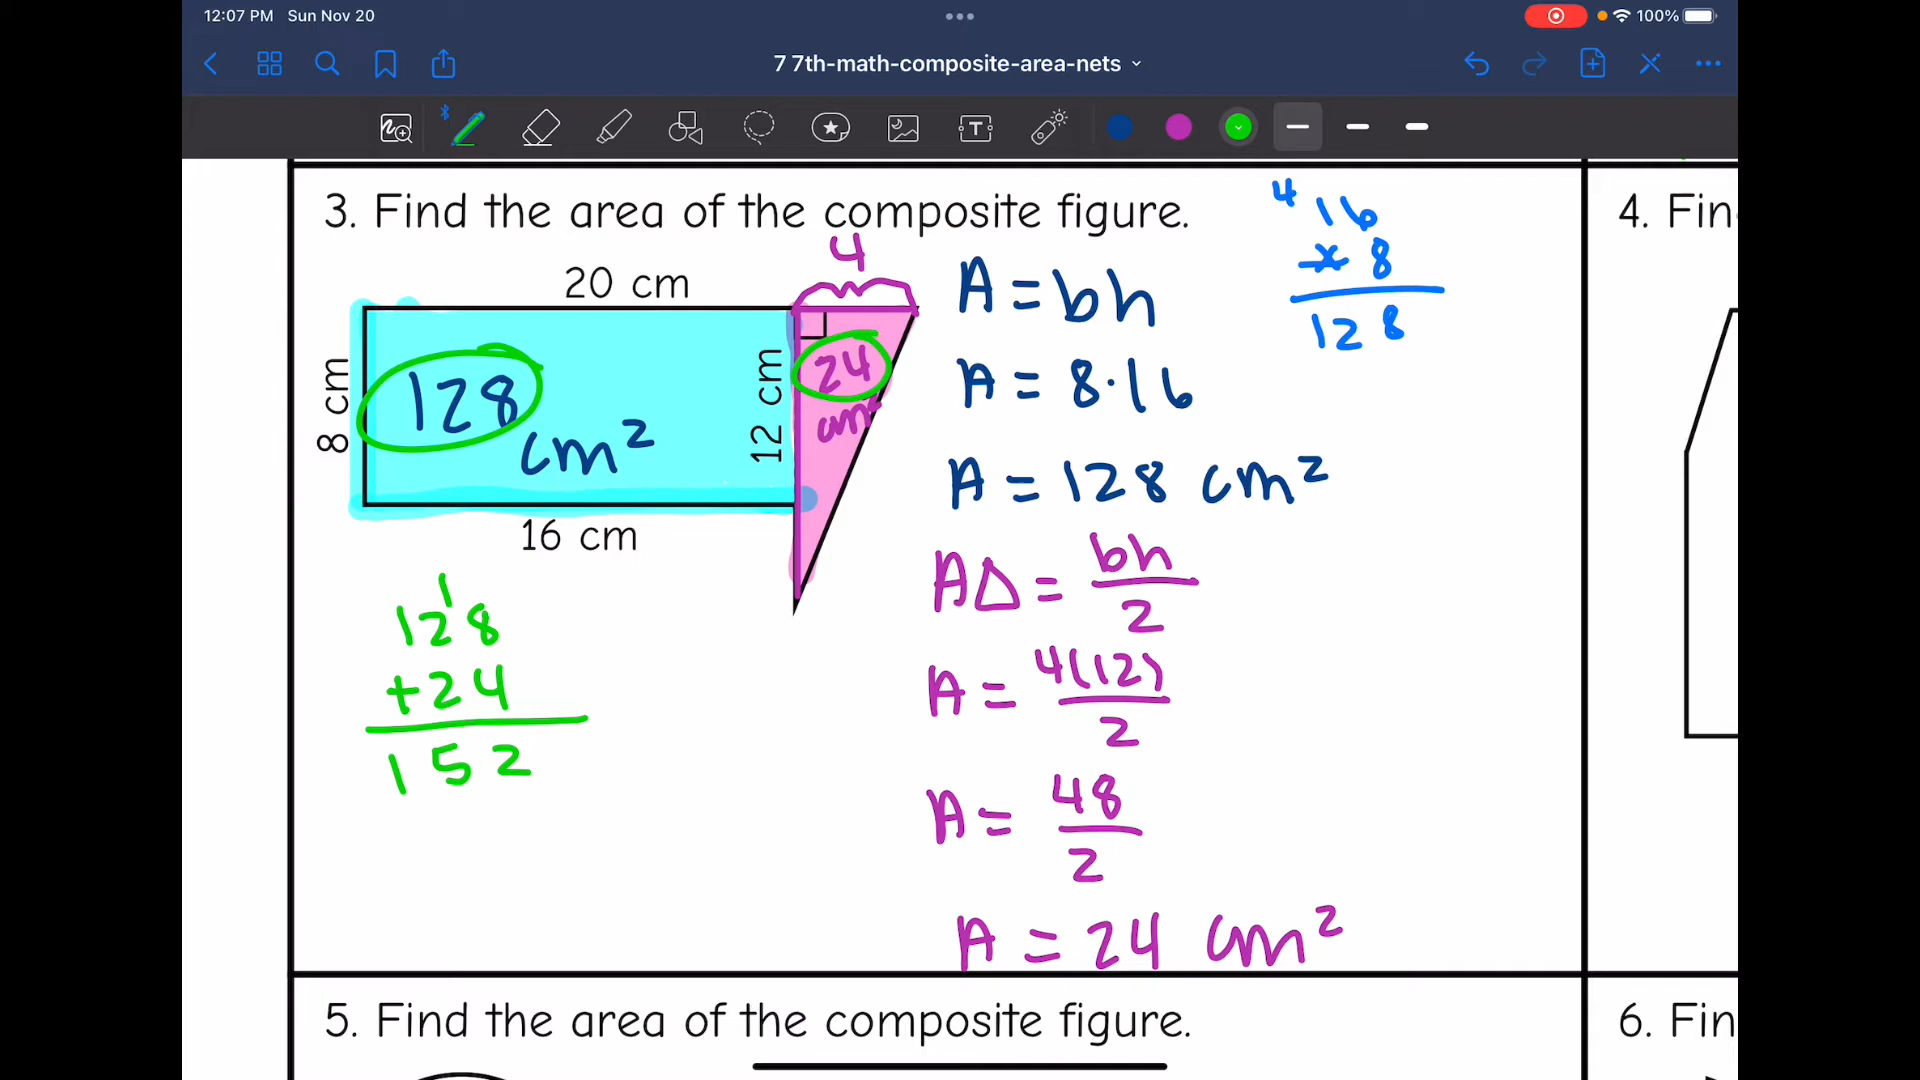 12:07 PM Sun Nov 20
100%
7 7th-math-composite-area-nets
T
3. Find the area of the composite figure.
20 cm
4
8 cm
128
cm²
12 cm
24
cm²
16 cm
4
16
x 8
128
A = bh
A = 8·16
A = 128 cm²
A△ = bh
2
A = 4(12)
2
A = 48
2
A = 24 cm²
1
128
+24
152
4. Fin
5. Find the area of the composite figure.
6. Fin